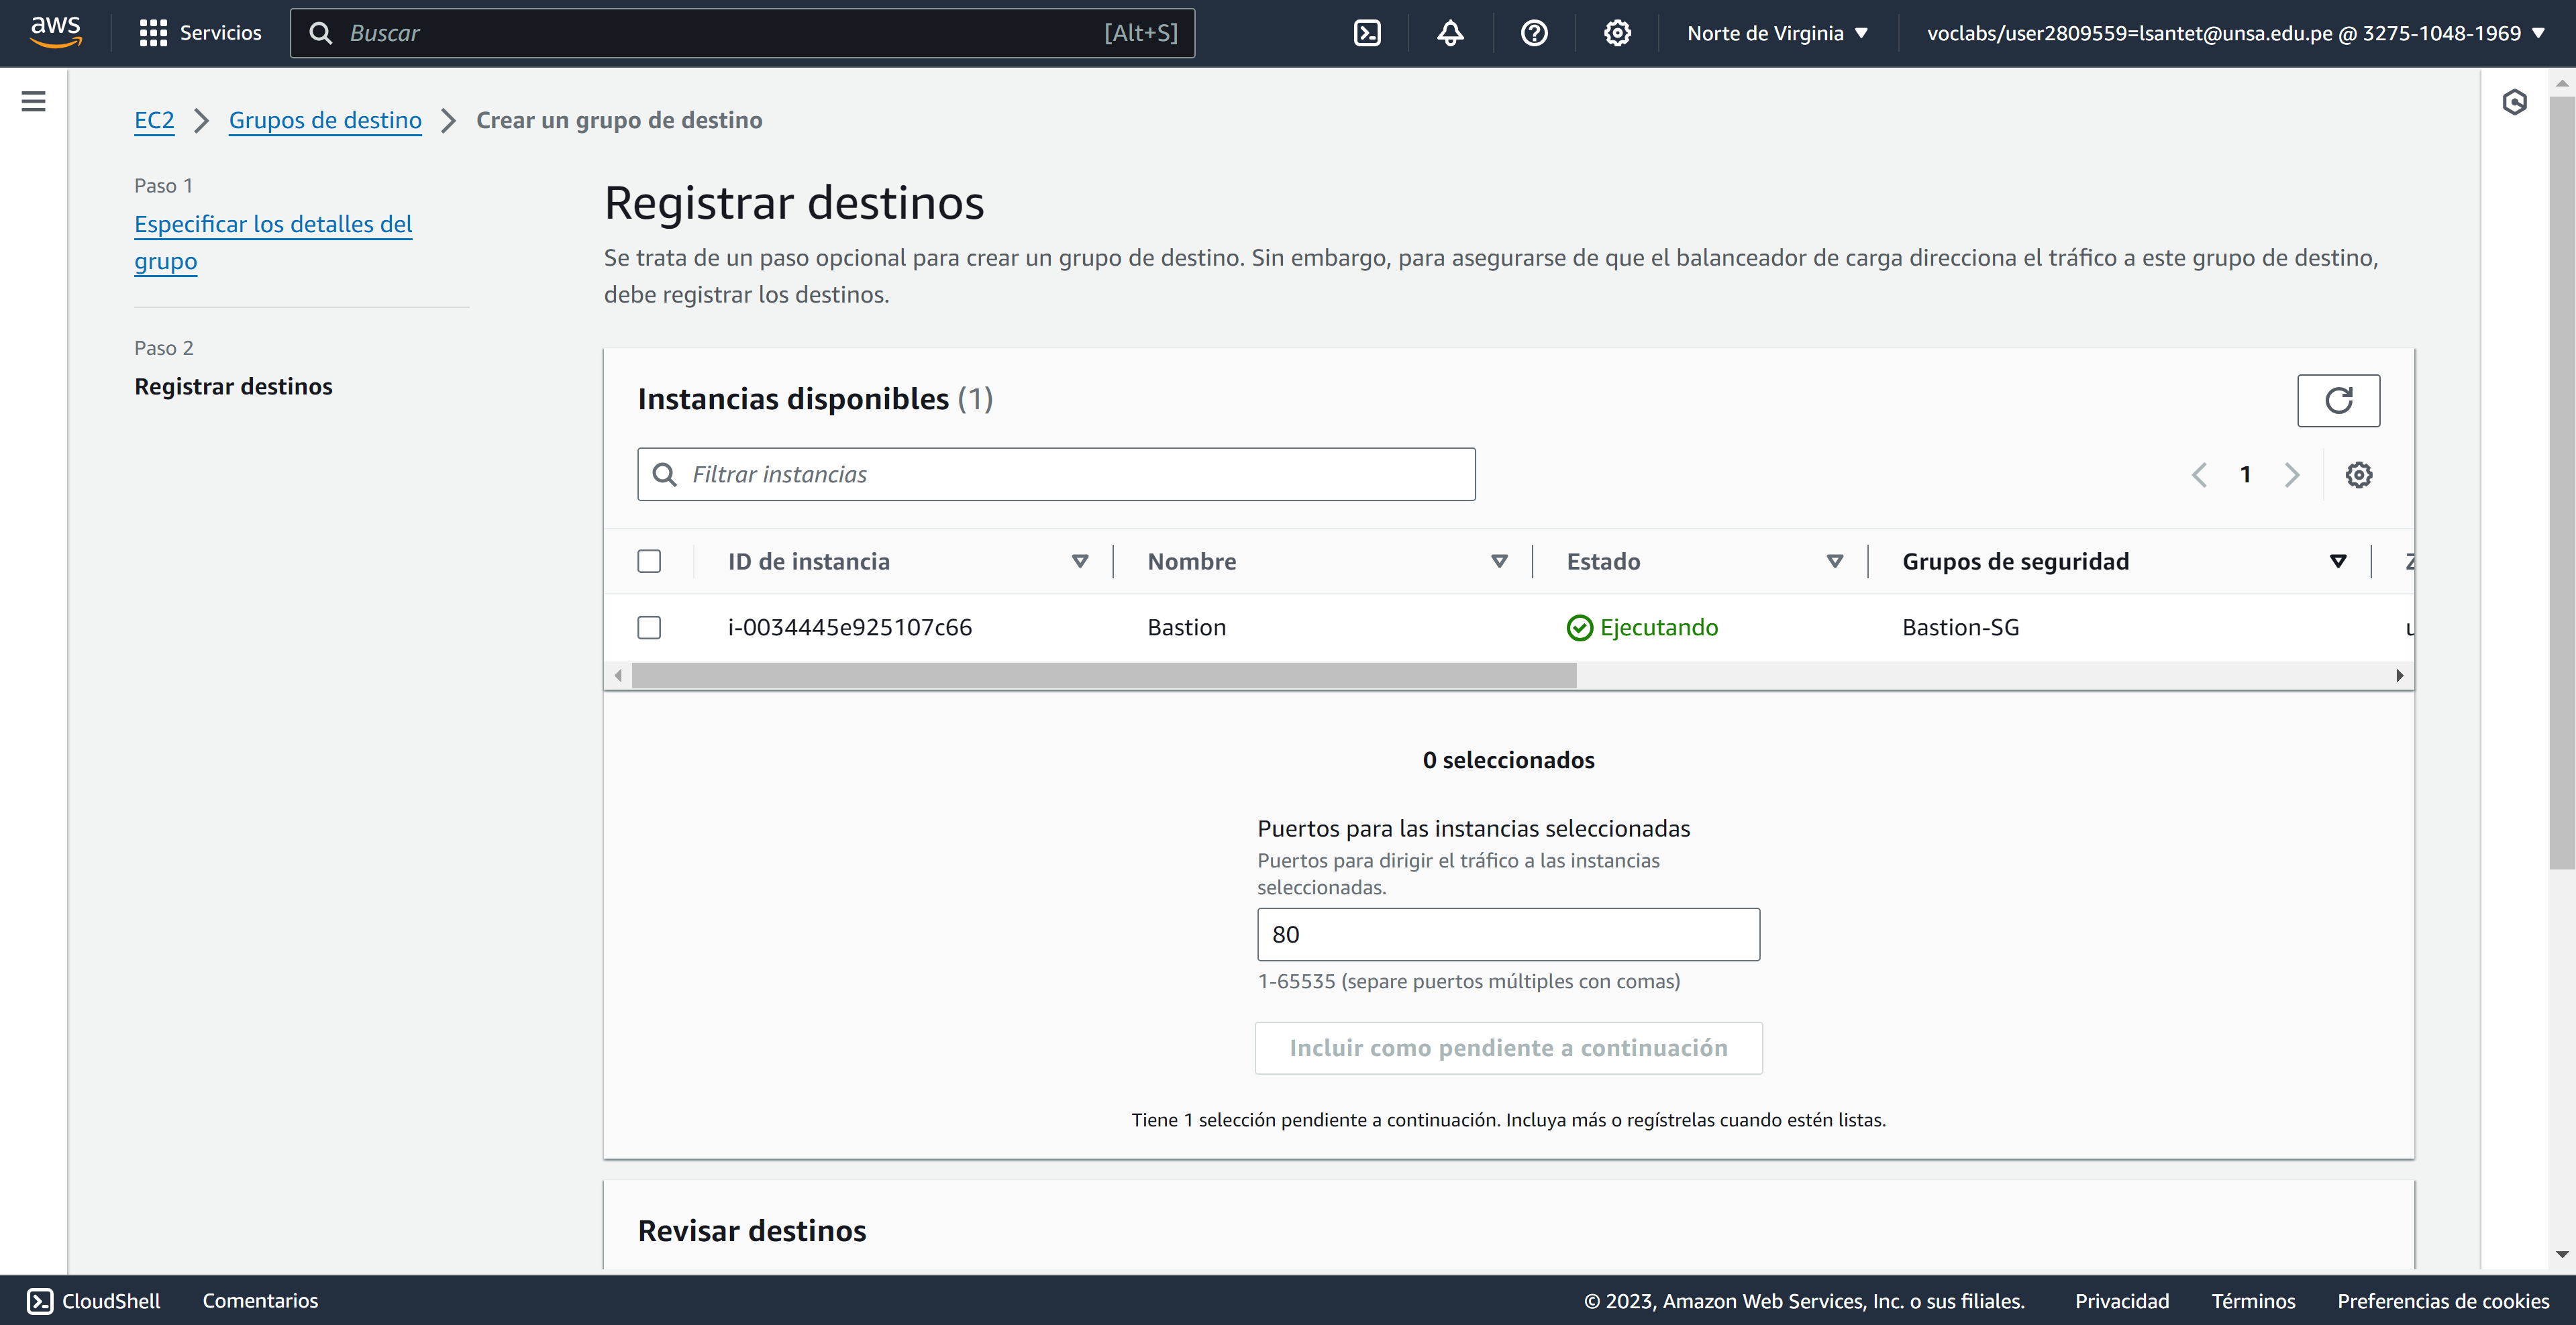 aws
Servicios
Buscar
[Alt+S]
Norte de Virginia
voclabs/user2809559=lsantet@unsa.edu.pe @ 3275-1048-1969
EC2
Grupos de destino
Crear un grupo de destino
Paso 1
Especificar los detalles del
grupo
Paso 2
Registrar destinos
Registrar destinos
Se trata de un paso opcional para crear un grupo de destino. Sin embargo, para asegurarse de que el balanceador de carga direcciona el tráfico a este grupo de destino,
debe registrar los destinos.
Instancias disponibles (1)
Filtrar instancias
1
ID de instancia
Nombre
Estado
Grupos de seguridad
i-0034445e925107c66
Bastion
Ejecutando
Bastion-SG
0 seleccionados
Puertos para las instancias seleccionadas
Puertos para dirigir el tráfico a las instancias
seleccionadas.
80
1-65535 (separe puertos múltiples con comas)
Incluir como pendiente a continuación
Tiene 1 selección pendiente a continuación. Incluya más o regístrelas cuando estén listas.
Revisar destinos
CloudShell
Comentarios
© 2023, Amazon Web Services, Inc. o sus filiales.
Privacidad
Términos
Preferencias de cookies